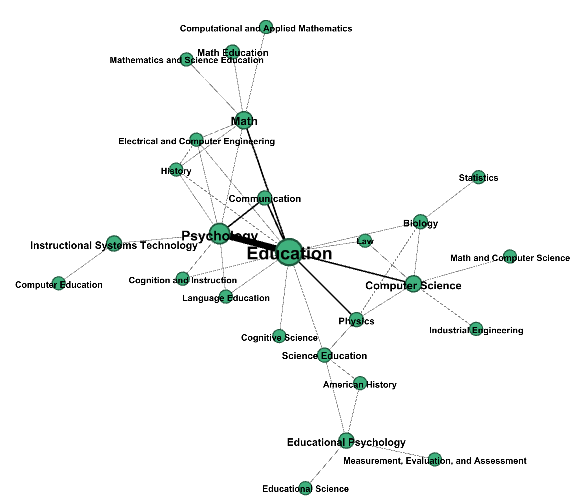 Computational and Applied Mathematics
Math Education
Mathematics and Science Education
Math
Electrical and Computer Engineering
History
Statistics
Communication
Biology
Psychology
Law
Instructional Systems Technology
Education
Math and Computer Science
Cognition and Instruction
Computer Education
Computer Science
Language Education
Physics
Industrial Engineering
Cognitive Science
Science Education
American History
Educational Psychology
Measurement, Evaluation, and Assessment
Educational Science